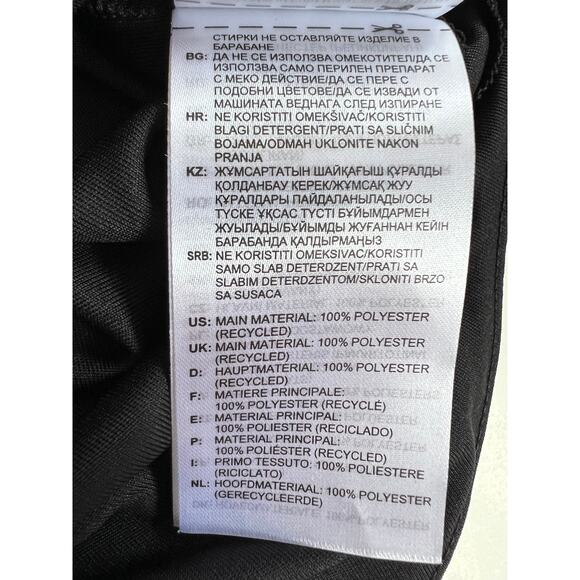 СТИРКИ НЕ ОСТАВЛЯЙТЕ ИЗДЕЛИЕ В
БАРАБАНЕ
BG: ДА НЕ СЕ ИЗПОЛЗВА ОМЕКОТИТЕЛ/ДА СЕ
ИЗПОЛЗВА САМО ПЕРИЛЕН ПРЕПАРАТ
С МЕКО ДЕЙСТВИЕ/ДА СЕ ПЕРЕ С
ПОДОБНИ ЦВЕТОВЕ/ДА СЕ ИЗВАДИ ОТ
МАШИНАТА ВЕДНАГА СЛЕД ИЗПИРАНЕ
HR: NE KORISTITI OMEKŠIVAČ/KORISTITI
BLAGI DETERGENT/PRATI SA SLIČNIM
BOJAMA/ODMAH UKLONITE NAKON
PRANJA
KZ: ЖҰМСАРТАТЫН ШАЙҚАҒЫШ ҚҰРАЛДЫ
ҚОЛДАНБАУ КЕРЕК/ЖҰМСАҚ ЖУУ
ҚҰРАЛДАРЫ ПАЙДАЛАНЫЛАДЫ/ОСЫ
ТҮСКЕ ҰҚСАС ТҮСТІ БҰЙЫМДАРМЕН
ЖУЫЛАДЫ/БҰЙЫМДЫ ЖУҒАННАН КЕЙІН
БАРАБАНДА ҚАЛДЫРМАҢЫЗ
SRB: NE KORISTITI OMEKSIVAC/KORISTITI
SAMO SLAB DETERDZENT/PRATI SA
SLABIM DETERDZENTOM/SKLONITI BRZO
SA SUSACA
US: MAIN MATERIAL: 100% POLYESTER
(RECYCLED)
UK: MAIN MATERIAL: 100% POLYESTER
(RECYCLED)
D: HAUPTMATERIAL: 100% POLYESTER
(RECYCLED)
F: MATIERE PRINCIPALE:
100% POLYESTER (RECYCLÉ)
E: MATERIAL PRINCIPAL:
100% POLYESTER (RECICLADO)
P: MATERIAL PRINCIPAL:
100% POLYESTER (RECYCLED)
I: PRIMO TESSUTO: 100% POLIESTERE
(RICICLATO)
NL: HOOFDMATERIAAL: 100% POLYESTER
(GERECYCLEERDE)